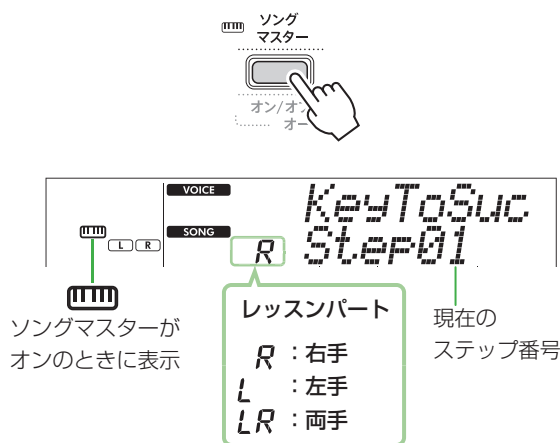 ソング
マスター
オン/オ
オー
VOICE
KeyToSuc
L R
SONG
R
Step01
ソングマスターが
オンのときに表示
レッスンパート
R：右手
L：左手
LR：両手
現在の
ステップ番号